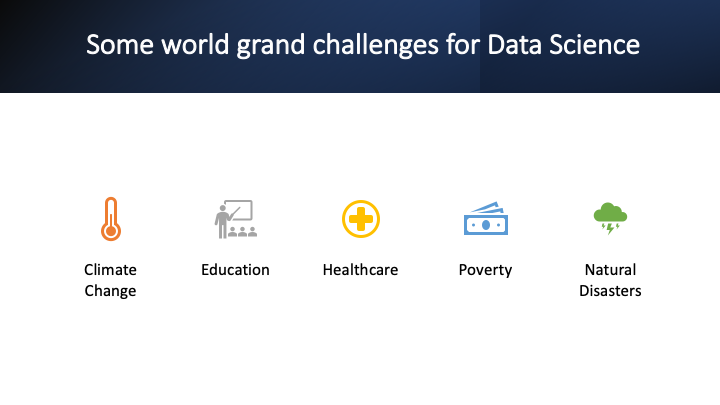 Some world grand challenges for Data Science
Climate
Change
Education
Healthcare
Poverty
Natural
Disasters